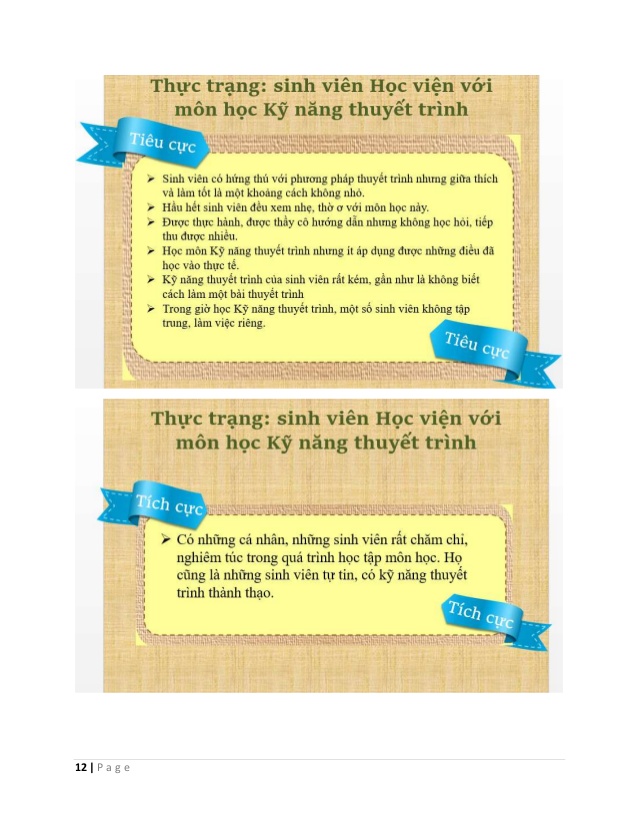 Thực trạng: sinh viên Học viện với
môn học Kỹ năng thuyết trình
Tiêu cực
➢ Sinh viên có hứng thú với phương pháp thuyết trình nhưng giữa thích
và làm tốt là một khoảng cách không nhỏ.
➢ Hầu hết sinh viên đều xem nhẹ, thờ ơ với môn học này.
➢ Được thực hành, được thầy cô hướng dẫn nhưng không học hỏi, tiếp
thu được nhiều.
➢ Học môn Kỹ năng thuyết trình nhưng ít áp dụng được những điều đã
học vào thực tế.
➢ Kỹ năng thuyết trình của sinh viên rất kém, gần như là không biết
cách làm một bài thuyết trình
➢ Trong giờ học Kỹ năng thuyết trình, một số sinh viên không tập
trung, làm việc riêng.
Tiêu cực
Thực trạng: sinh viên Học viện với
môn học Kỹ năng thuyết trình
Tích cực
➢ Có những cá nhân, những sinh viên rất chăm chỉ,
nghiêm túc trong quá trình học tập môn học. Họ
cũng là những sinh viên tự tin, có kỹ năng thuyết
trình thành thạo.
Tích cực
12 | P a g e